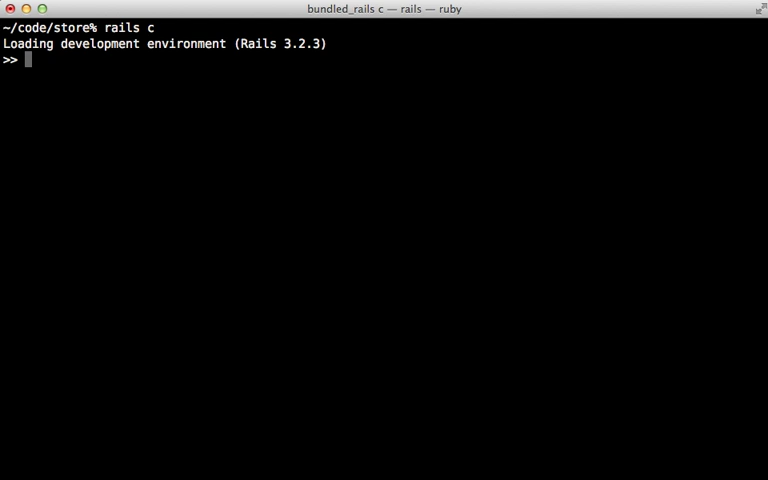 bundled_rails c — rails — ruby
~/code/store% rails c
Loading development environment (Rails 3.2.3)
>>